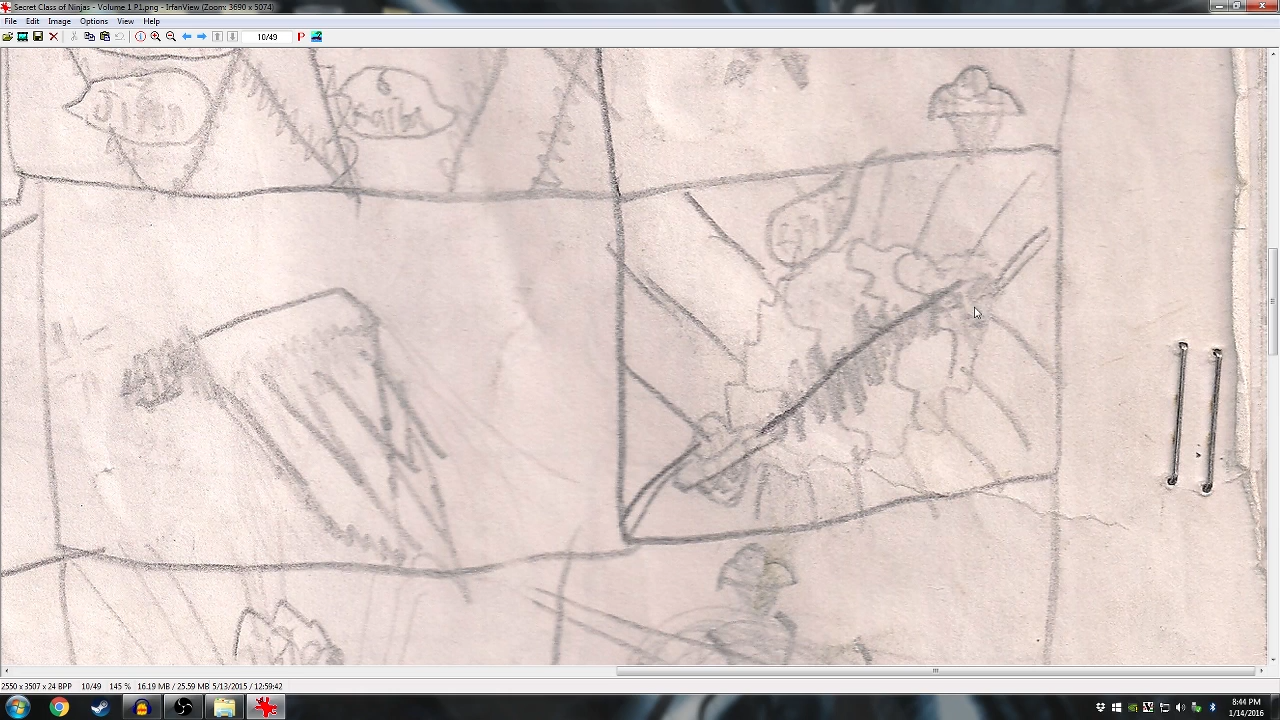 Secret Class of Ninjas - Volume 1 P1.png - IrfanView (Zoom: 3690 x 5074)
File Edit Image Options View Help
10/49
2550 x 3507 x 24 BPP 10/49 145 % 16.19 MB / 25.59 MB 5/13/2015 / 12:59:42
8:44 PM
1/14/2016